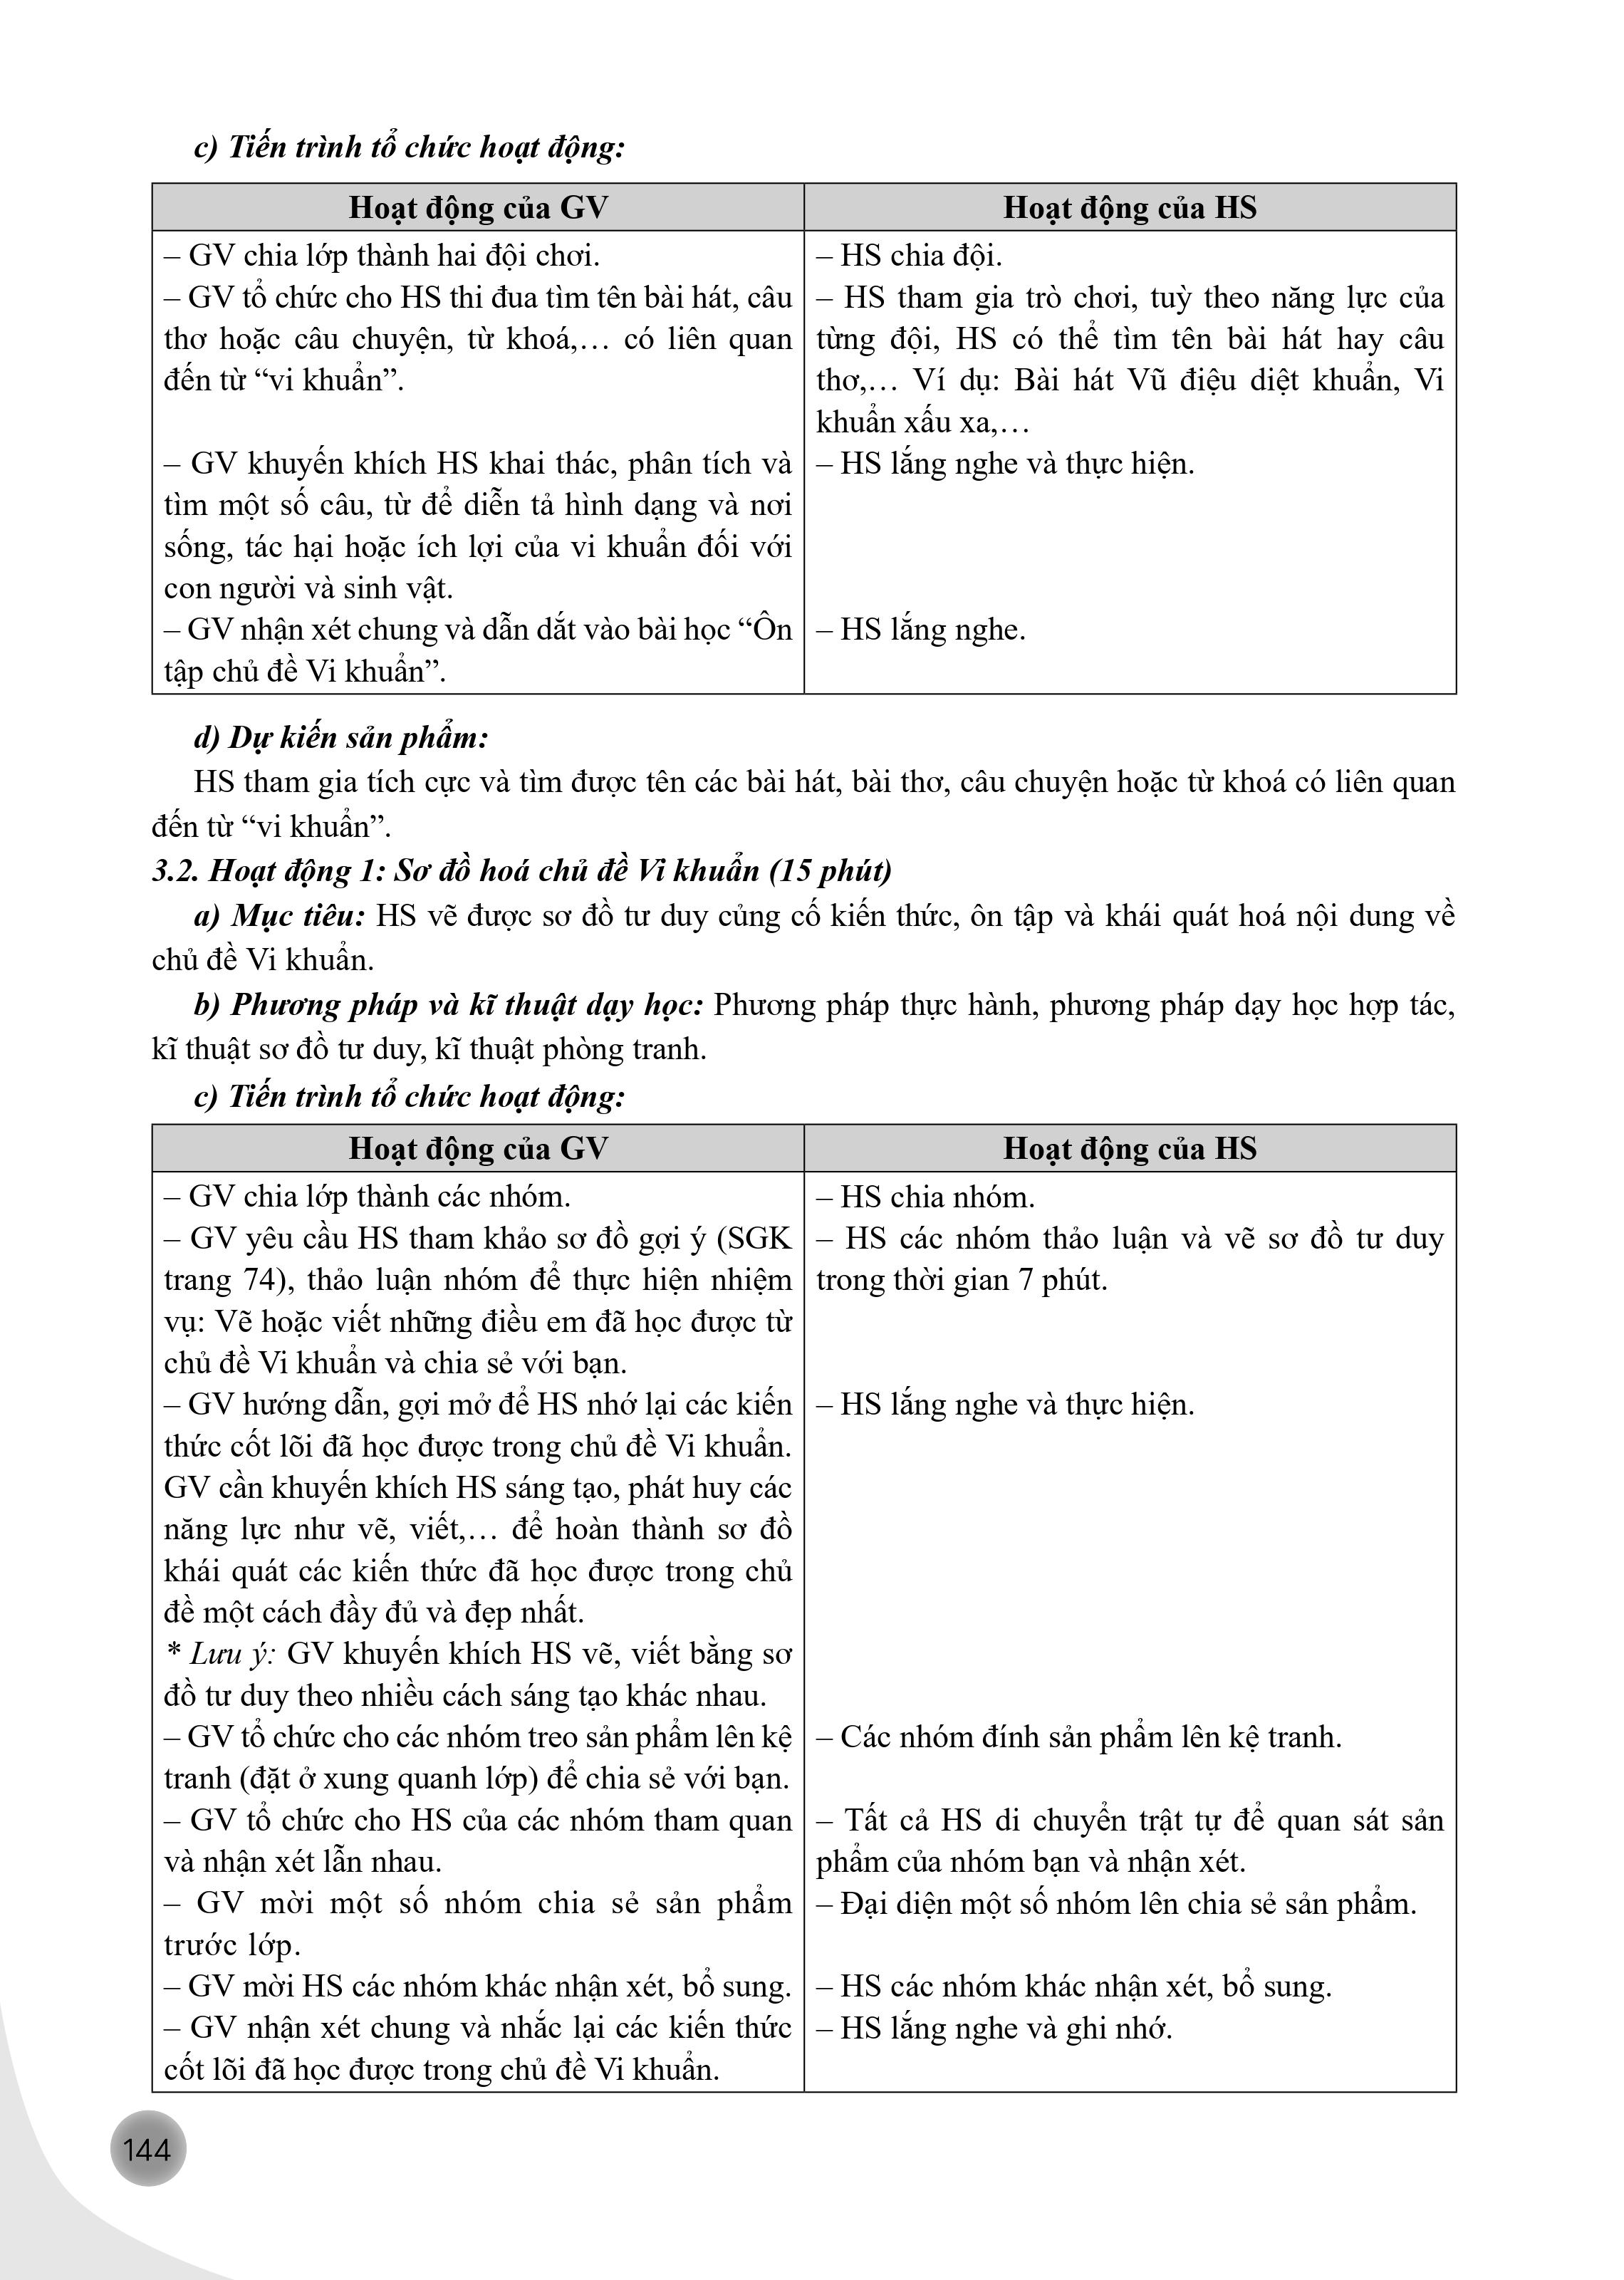 c) Tiến trình tổ chức hoạt động:
Hoạt động của GV
Hoạt động của HS
– GV chia lớp thành hai đội chơi.
– GV tổ chức cho HS thi đua tìm tên bài hát, câu
thơ hoặc câu chuyện, từ khoá,… có liên quan
đến từ “vi khuẩn”.
– GV khuyến khích HS khai thác, phân tích và
tìm một số câu, từ để diễn tả hình dạng và nơi
sống, tác hại hoặc ích lợi của vi khuẩn đối với
con người và sinh vật.
– GV nhận xét chung và dẫn dắt vào bài học “Ôn
tập chủ đề Vi khuẩn”.
– HS chia đội.
– HS tham gia trò chơi, tuỳ theo năng lực của
từng đội, HS có thể tìm tên bài hát hay câu
thơ,… Ví dụ: Bài hát Vũ điệu diệt khuẩn, Vi
khuẩn xấu xa,…
– HS lắng nghe và thực hiện.
– HS lắng nghe.
d) Dự kiến sản phẩm:
HS tham gia tích cực và tìm được tên các bài hát, bài thơ, câu chuyện hoặc từ khoá có liên quan
đến từ “vi khuẩn”.
3.2. Hoạt động 1: Sơ đồ hoá chủ đề Vi khuẩn (15 phút)
a) Mục tiêu: HS vẽ được sơ đồ tư duy củng cố kiến thức, ôn tập và khái quát hoá nội dung về
chủ đề Vi khuẩn.
b) Phương pháp và kĩ thuật dạy học: Phương pháp thực hành, phương pháp dạy học hợp tác,
kĩ thuật sơ đồ tư duy, kĩ thuật phòng tranh.
c) Tiến trình tổ chức hoạt động:
Hoạt động của GV
Hoạt động của HS
– GV chia lớp thành các nhóm.
– GV yêu cầu HS tham khảo sơ đồ gợi ý (SGK
trang 74), thảo luận nhóm để thực hiện nhiệm
vụ: Vẽ hoặc viết những điều em đã học được từ
chủ đề Vi khuẩn và chia sẻ với bạn.
– GV hướng dẫn, gợi mở để HS nhớ lại các kiến
thức cốt lõi đã học được trong chủ đề Vi khuẩn.
GV cần khuyến khích HS sáng tạo, phát huy các
năng lực như vẽ, viết,… để hoàn thành sơ đồ
khái quát các kiến thức đã học được trong chủ
đề một cách đầy đủ và đẹp nhất.
* Lưu ý: GV khuyến khích HS vẽ, viết bằng sơ
đồ tư duy theo nhiều cách sáng tạo khác nhau.
– GV tổ chức cho các nhóm treo sản phẩm lên kệ
tranh (đặt ở xung quanh lớp) để chia sẻ với bạn.
– GV tổ chức cho HS của các nhóm tham quan
và nhận xét lẫn nhau.
– GV mời một số nhóm chia sẻ sản phẩm
trước lớp.
– GV mời HS các nhóm khác nhận xét, bổ sung.
– GV nhận xét chung và nhắc lại các kiến thức
cốt lõi đã học được trong chủ đề Vi khuẩn.
– HS chia nhóm.
– HS các nhóm thảo luận và vẽ sơ đồ tư duy
trong thời gian 7 phút.
– HS lắng nghe và thực hiện.
– Các nhóm đính sản phẩm lên kệ tranh.
– Tất cả HS di chuyển trật tự để quan sát sản
phẩm của nhóm bạn và nhận xét.
– Đại diện một số nhóm lên chia sẻ sản phẩm.
– HS các nhóm khác nhận xét, bổ sung.
– HS lắng nghe và ghi nhớ.
144